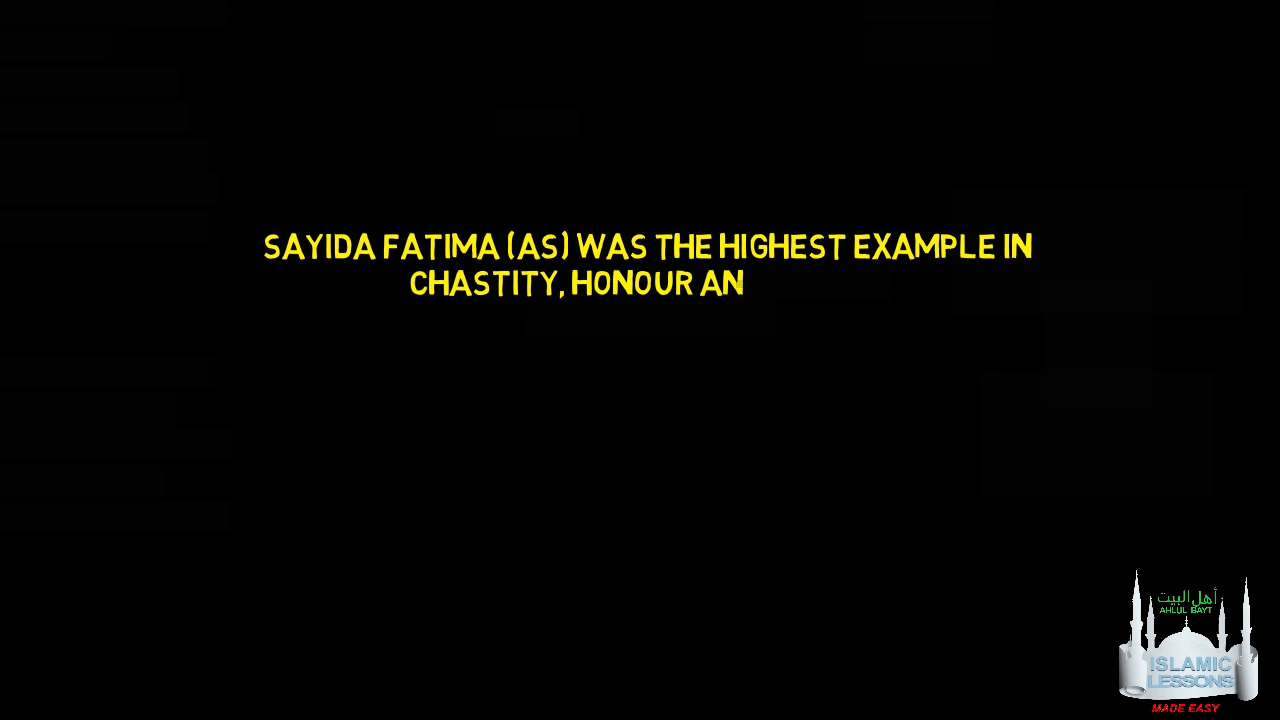 SAYIDA FATIMA (AS) WAS THE HIGHEST EXAMPLE IN
CHASTITY, HONOUR AN
أهل البيت
AHLUL BAYT
ISLAMIC
LESSONS
MADE EASY